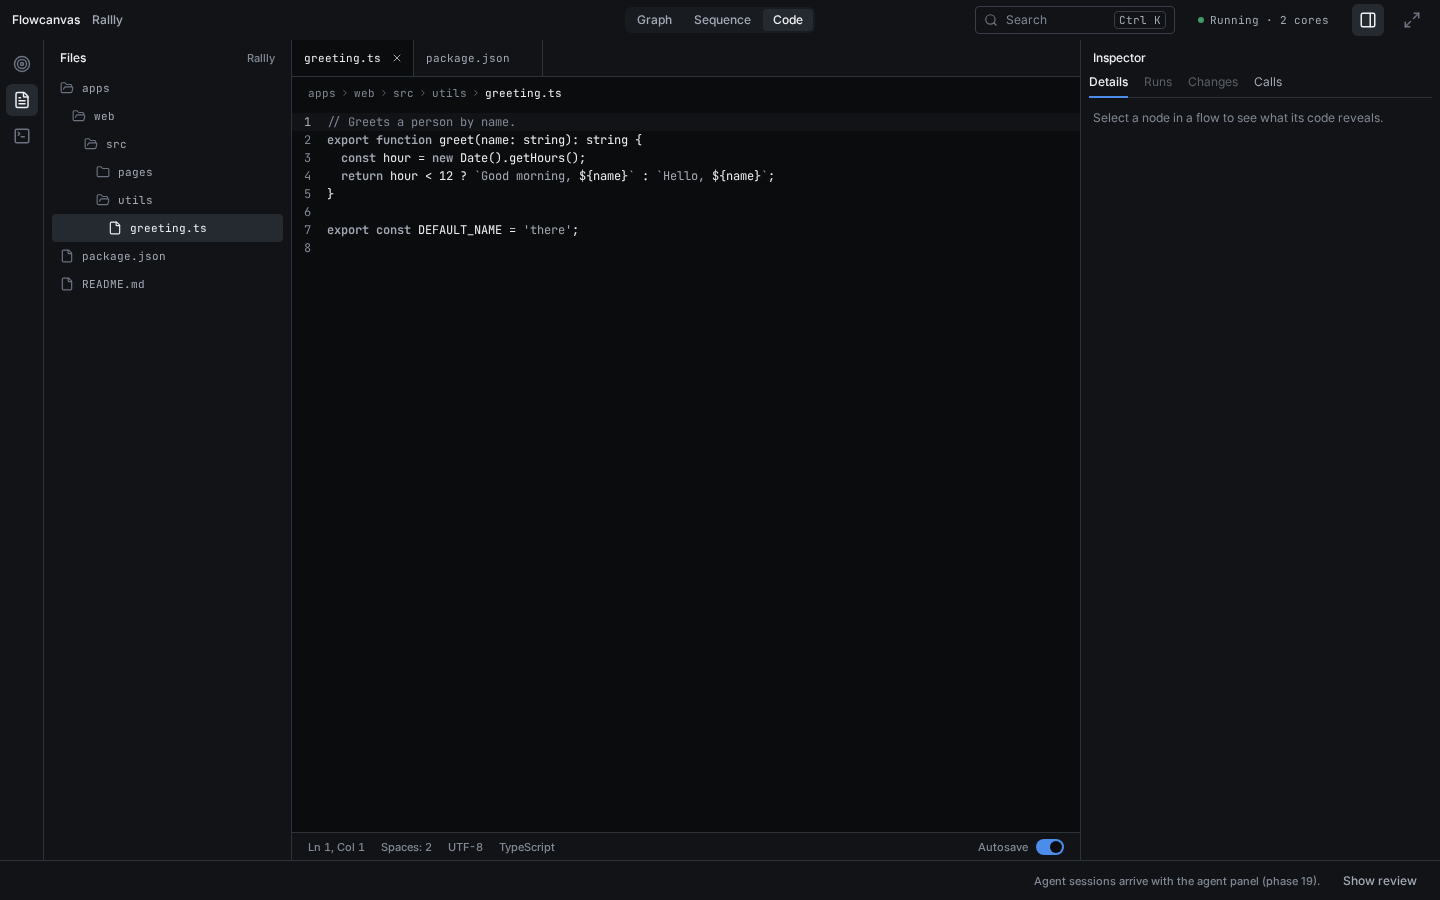 Flowcanvas Rallly
Graph Sequence Code
Search Ctrl K
Running · 2 cores
Files Rallly
apps
web
src
pages
utils
greeting.ts
package.json
README.md
greeting.ts package.json
apps web src utils greeting.ts
1 // Greets a person by name.
2 export function greet(name: string): string {
3 const hour = new Date().getHours();
4 return hour < 12 ? `Good morning, ${name}` : `Hello, ${name}`;
5 }
6
7 export const DEFAULT_NAME = 'there';
8
Ln 1, Col 1 Spaces: 2 UTF-8 TypeScript Autosave
Inspector
Details Runs Changes Calls
Select a node in a flow to see what its code reveals.
Agent sessions arrive with the agent panel (phase 19). Show review